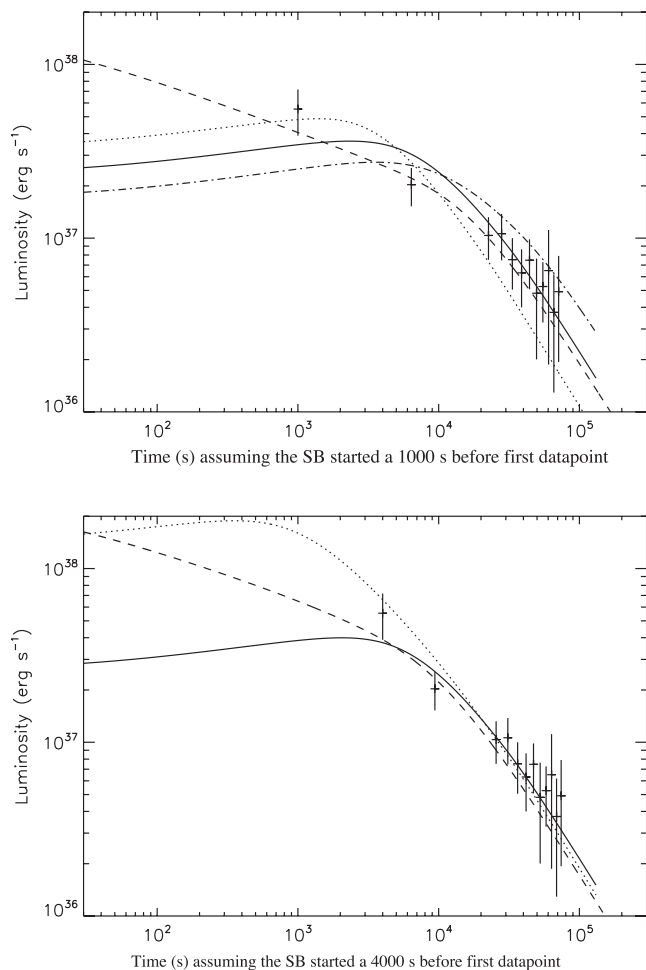 10^38
10^37
10^36
Luminosity (erg s⁻¹)
10^2 10^3 10^4 10^5
Time (s) assuming the SB started a 1000 s before first datapoint
10^38
10^37
10^36
Luminosity (erg s⁻¹)
10^2 10^3 10^4 10^5
Time (s) assuming the SB started a 4000 s before first datapoint